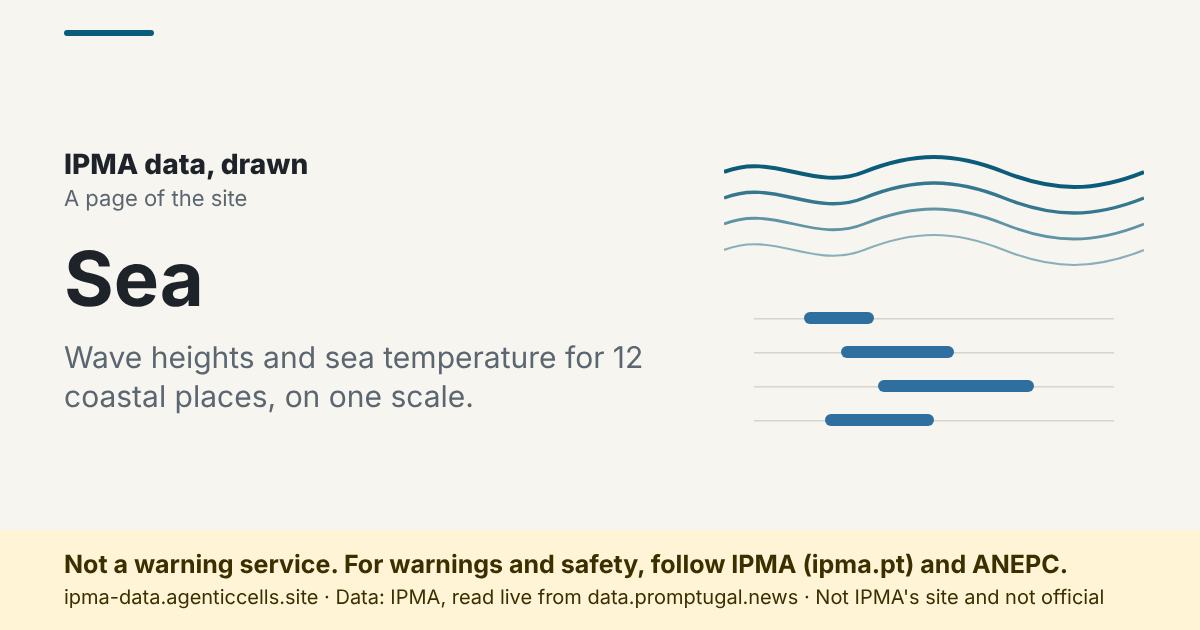 IPMA data, drawn
A page of the site
Sea
Wave heights and sea temperature for 12
coastal places, on one scale.
Not a warning service. For warnings and safety, follow IPMA (ipma.pt) and ANEPC.
ipma-data.agenticcells.site · Data: IPMA, read live from data.promptugal.news · Not IPMA's site and not official